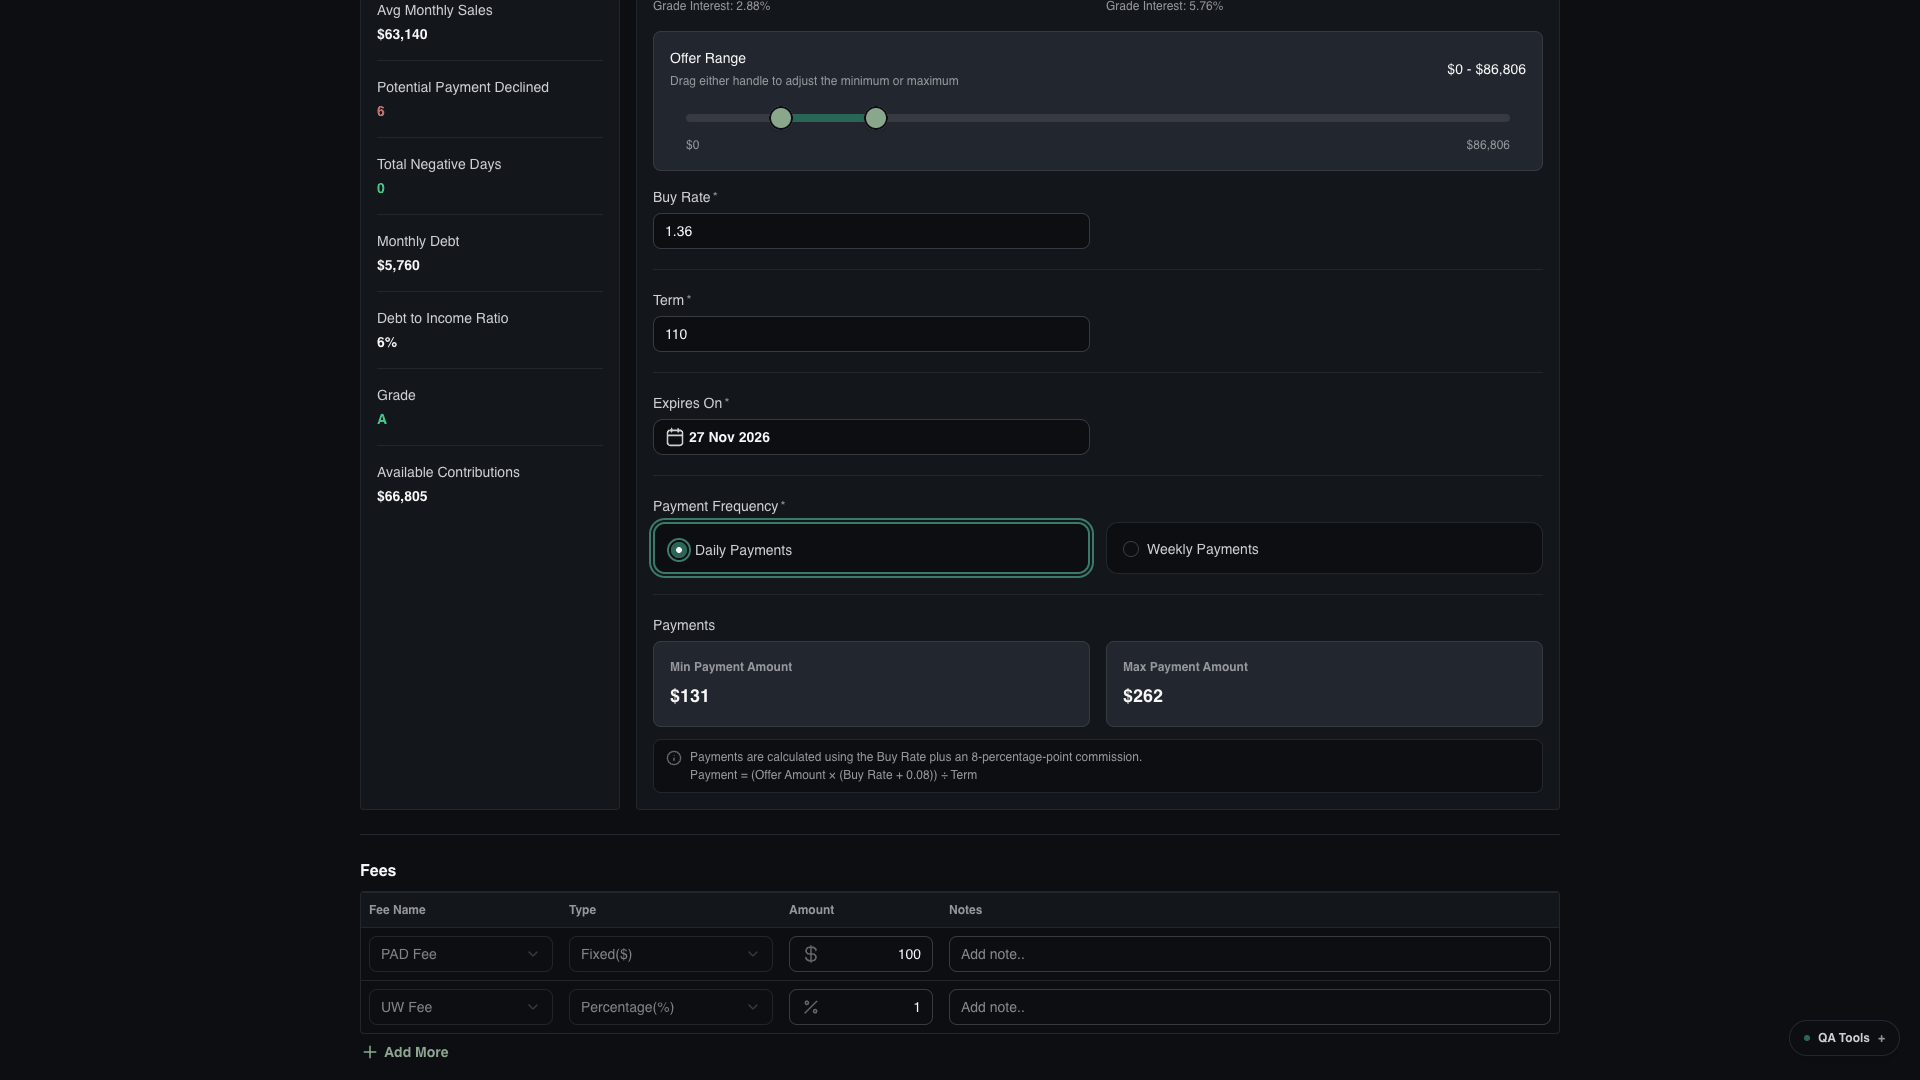 Avg Monthly Sales
$63,140
Potential Payment Declined
6
Total Negative Days
0
Monthly Debt
$5,760
Debt to Income Ratio
6%
Grade
A
Available Contributions
$66,805
Grade Interest: 2.88%
Grade Interest: 5.76%
Offer Range
Drag either handle to adjust the minimum or maximum
$0 - $86,806
$0
$86,806
Buy Rate *
1.36
Term *
110
Expires On *
27 Nov 2026
Payment Frequency *
Daily Payments
Weekly Payments
Payments
Min Payment Amount
$131
Max Payment Amount
$262
Payments are calculated using the Buy Rate plus an 8-percentage-point commission.
Payment = (Offer Amount × (Buy Rate + 0.08)) ÷ Term
Fees
Fee Name Type Amount Notes
PAD Fee Fixed($) $ 100 Add note..
UW Fee Percentage(%) % 1 Add note..
+ Add More
QA Tools +